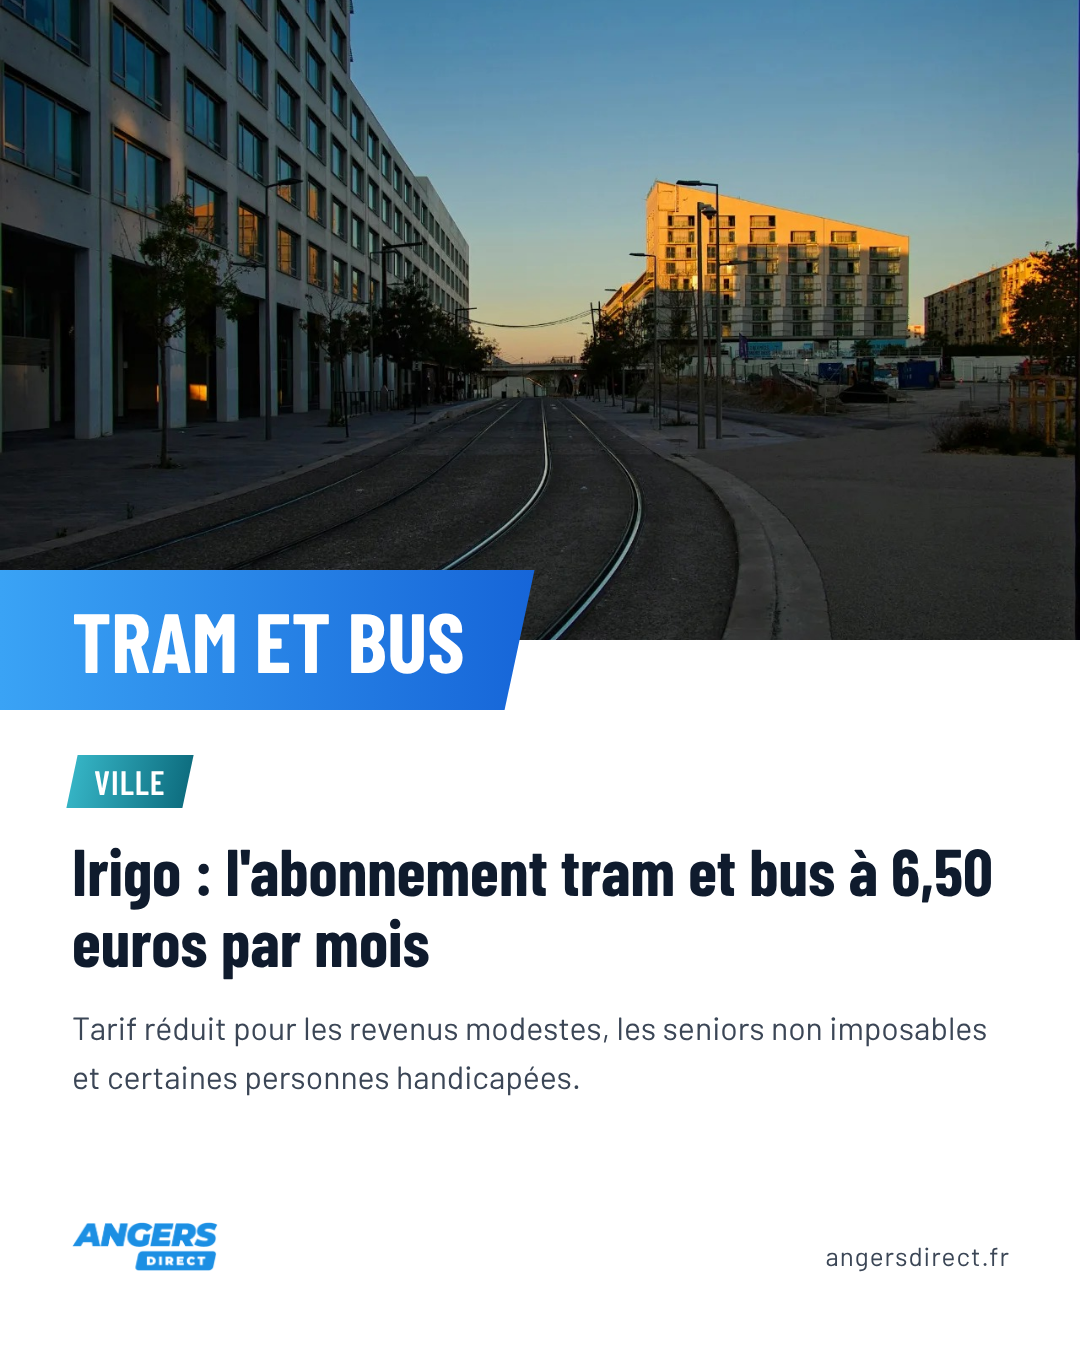 TRAM ET BUS
VILLE
Irigo : l'abonnement tram et bus à 6,50
euros par mois
Tarif réduit pour les revenus modestes, les seniors non imposables
et certaines personnes handicapées.
ANGERS
DIRECT
angersdirect.fr